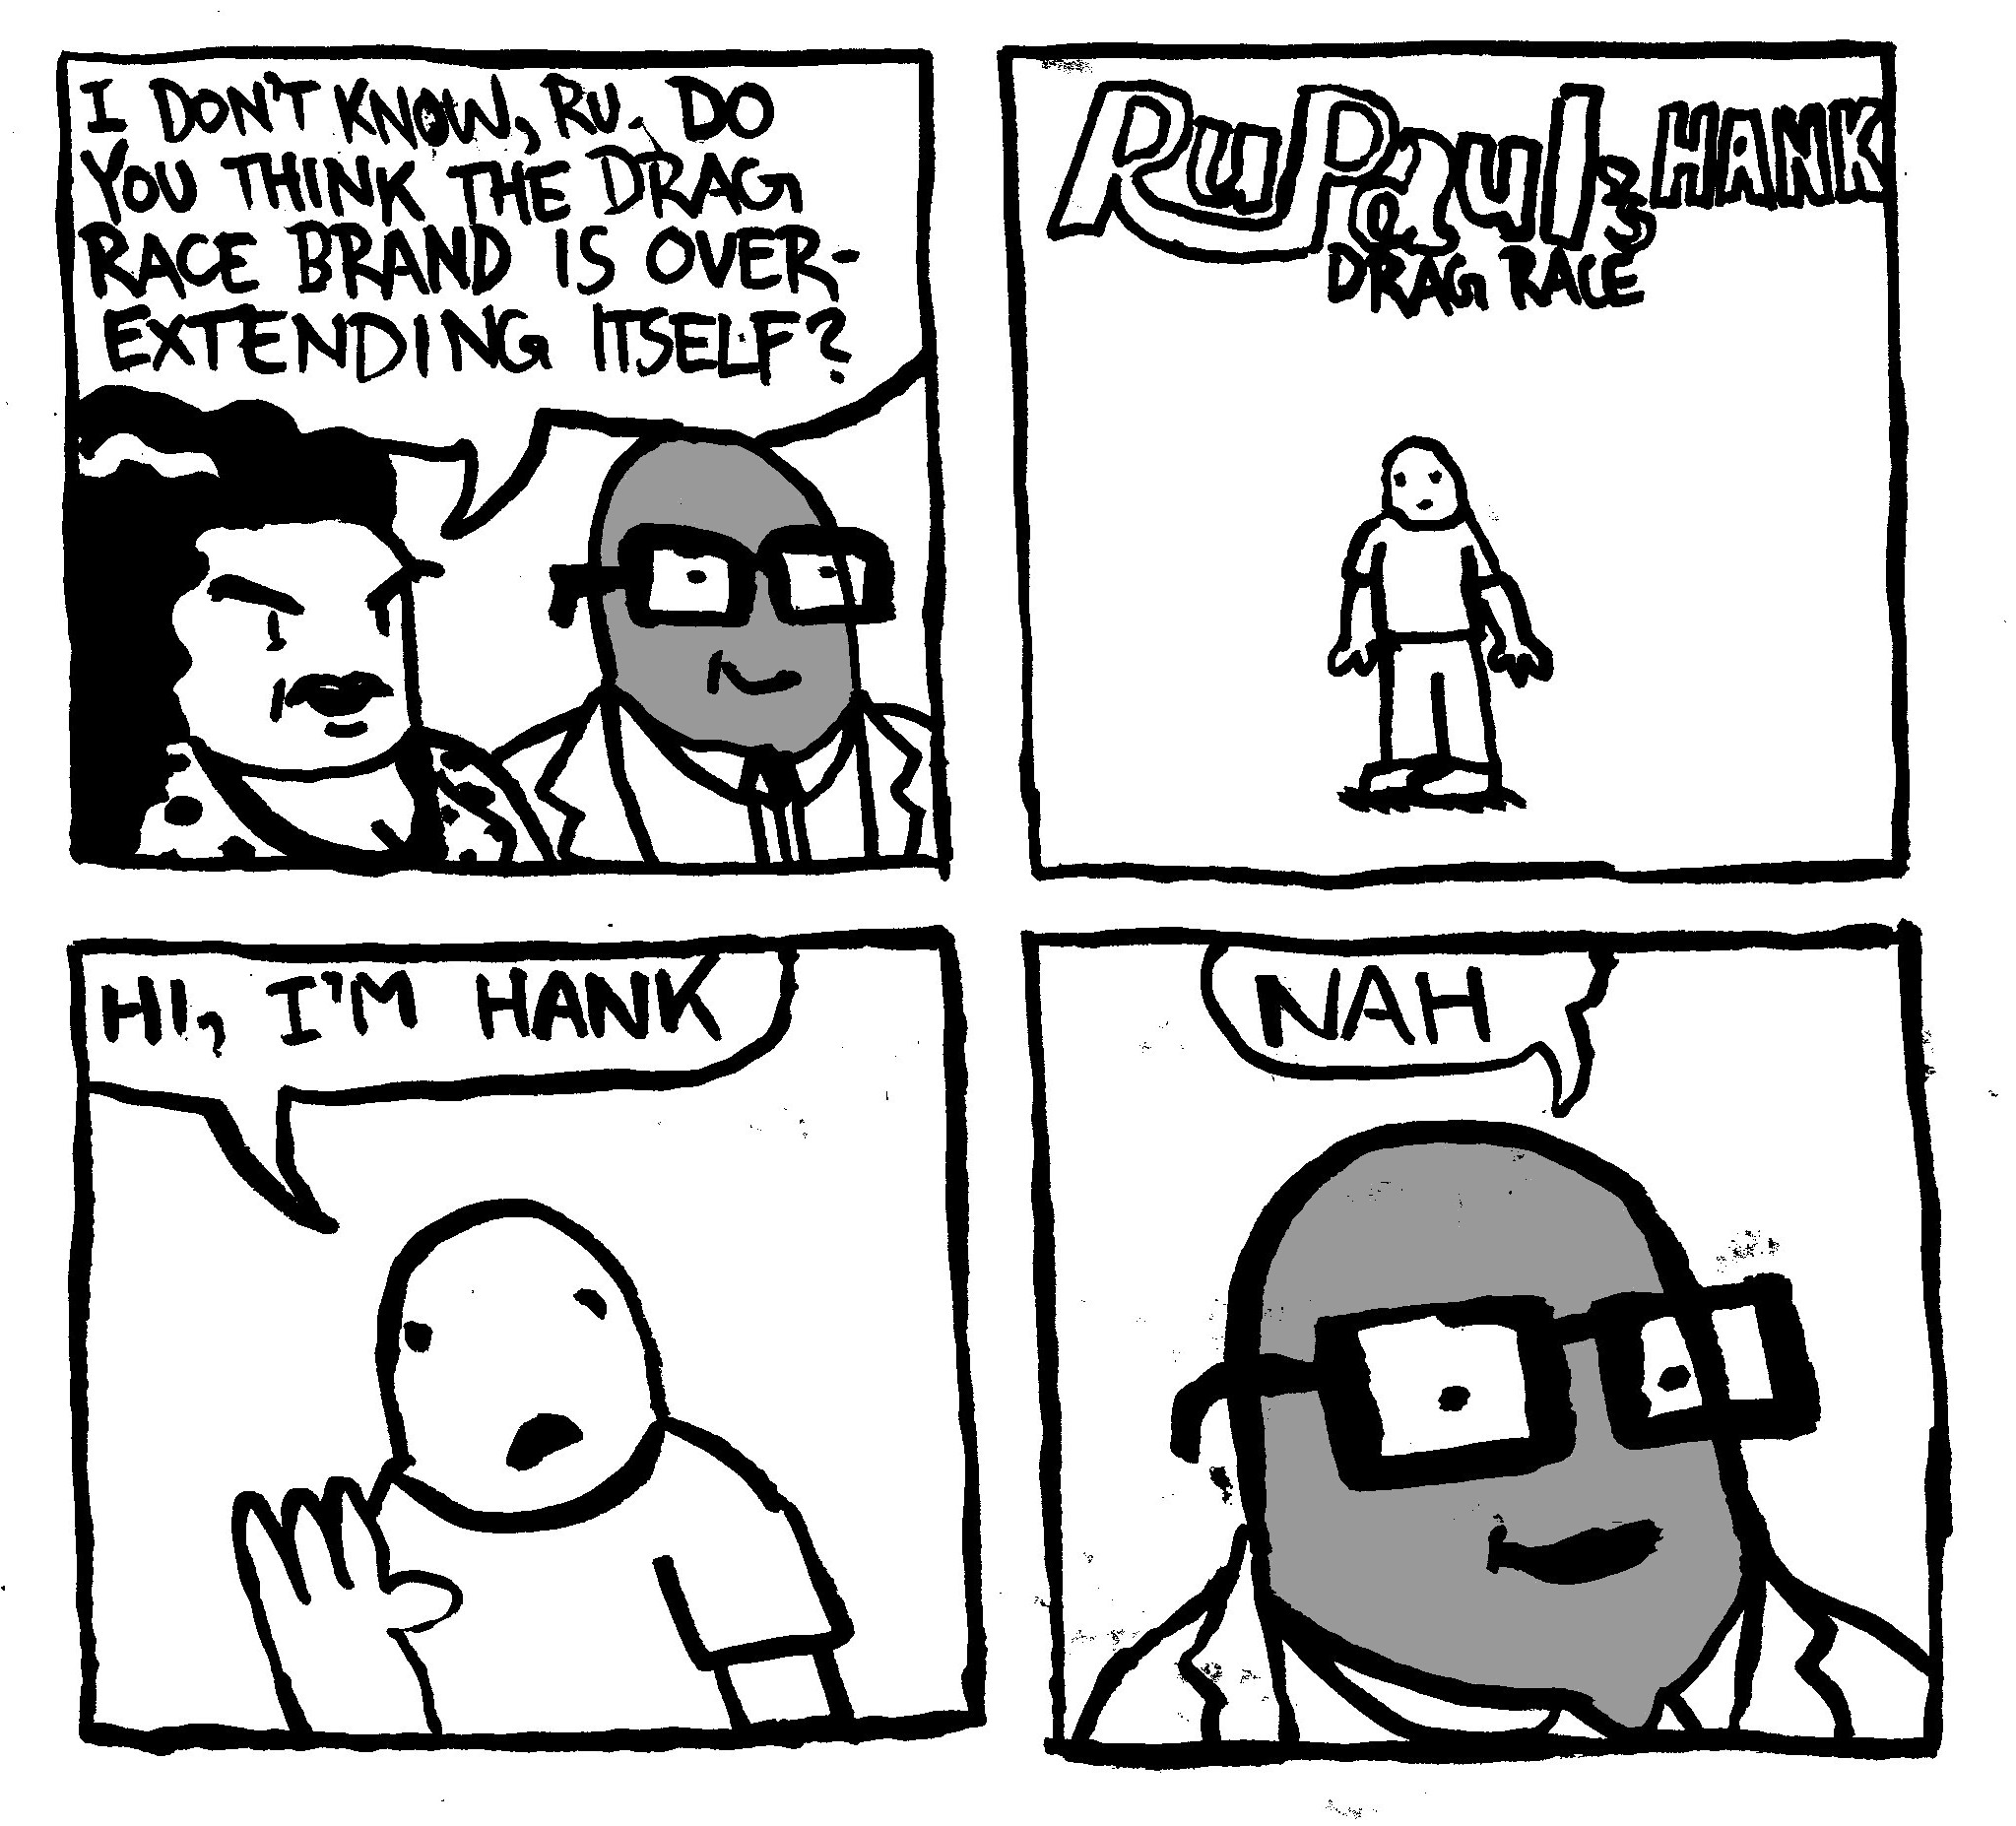 I DON'T KNOW, RU. DO
YOU THINK THE DRAG
RACE BRAND IS OVER-
EXTENDING ITSELF?
RuPaul's HANK
DRAG RACE
HI, I'M HANK
NAH